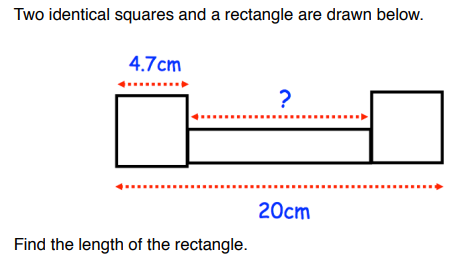 Two identical squares and a rectangle are drawn below.
4.7cm
?
20cm
Find the length of the rectangle.